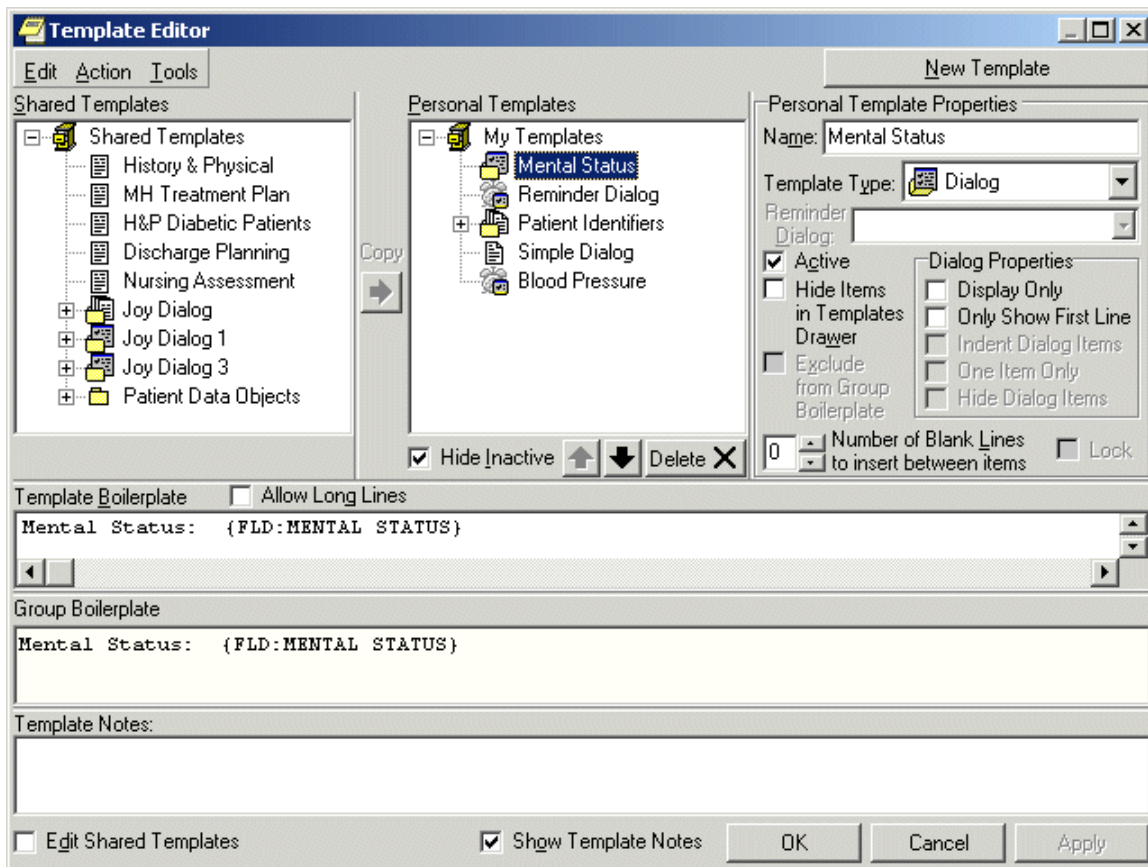 Template Editor
Edit Action Tools
New Template
Shared Templates
Shared Templates
History & Physical
MH Treatment Plan
H&P Diabetic Patients
Discharge Planning
Nursing Assessment
Joy Dialog
Joy Dialog 1
Joy Dialog 3
Patient Data Objects
Copy
Personal Templates
My Templates
Mental Status
Reminder Dialog
Patient Identifiers
Simple Dialog
Blood Pressure
Hide Inactive
Delete
Personal Template Properties
Name: Mental Status
Template Type: Dialog
Reminder
Dialog:
Active
Hide Items
in Templates
Drawer
Exclude
from Group
Boilerplate
Dialog Properties
Display Only
Only Show First Line
Indent Dialog Items
One Item Only
Hide Dialog Items
0 Number of Blank Lines
to insert between items
Lock
Template Boilerplate Allow Long Lines
Mental Status: {FLD:MENTAL STATUS}
Group Boilerplate
Mental Status: {FLD:MENTAL STATUS}
Template Notes:
Edit Shared Templates Show Template Notes OK Cancel Apply